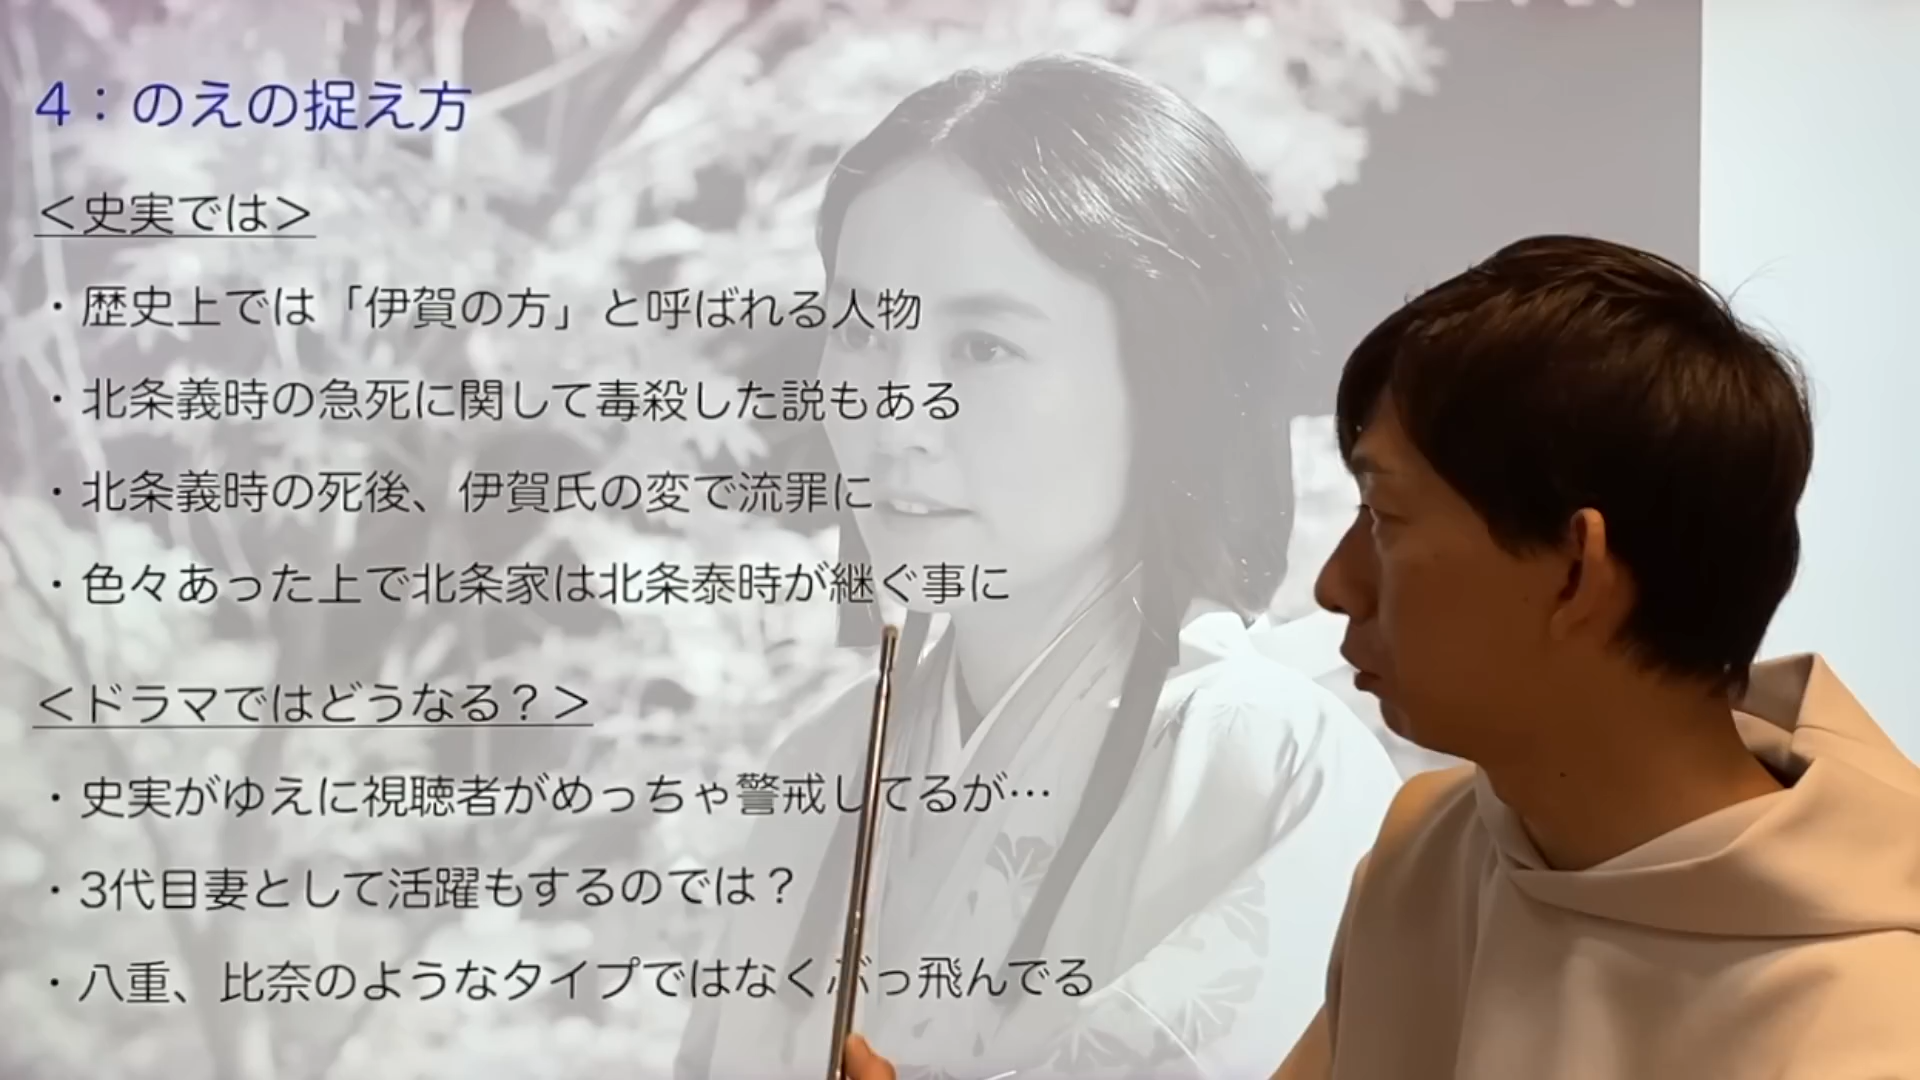 ４：のえの捉え方
＜史実では＞
・歴史上では「伊賀の方」と呼ばれる人物
・北条義時の急死に関して毒殺した説もある
・北条義時の死後、伊賀氏の変で流罪に
・色々あった上で北条家は北条泰時が継ぐ事に
＜ドラマではどうなる？＞
・史実がゆえに視聴者がめっちゃ警戒してるが…
・3代目妻として活躍もするのでは？
・八重、比奈のようなタイプではなくぶっ飛んでる